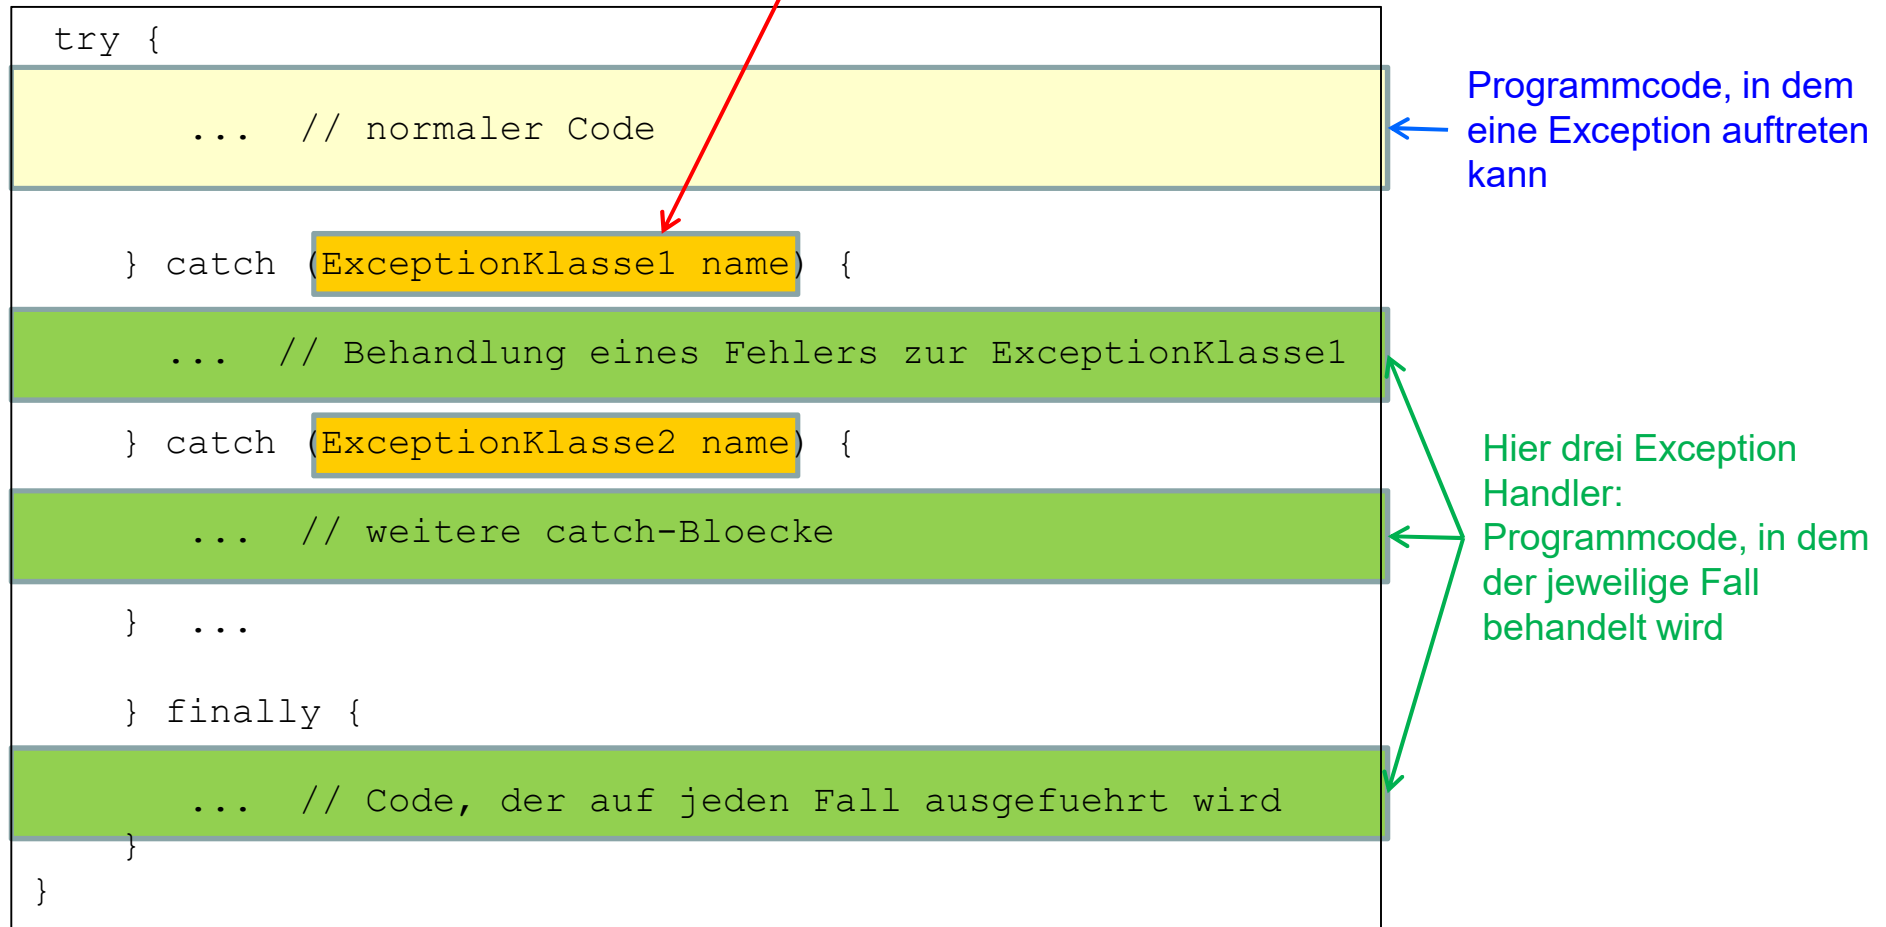 try {
... // normaler Code
Programmcode, in dem
eine Exception auftreten
kann
} catch (ExceptionKlasse1 name) {
... // Behandlung eines Fehlers zur ExceptionKlasse1
} catch (ExceptionKlasse2 name) {
... // weitere catch-Bloecke
} ...
Hier drei Exception
Handler:
Programmcode, in dem
der jeweilige Fall
behandelt wird
} finally {
... // Code, der auf jeden Fall ausgefuehrt wird
}
}